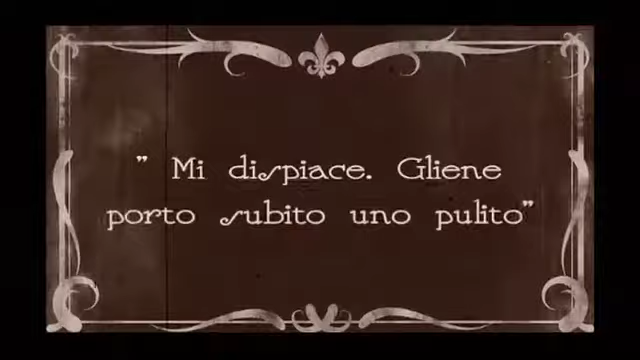 ” Mi dispiace. Gliene
porto subito uno pulito”